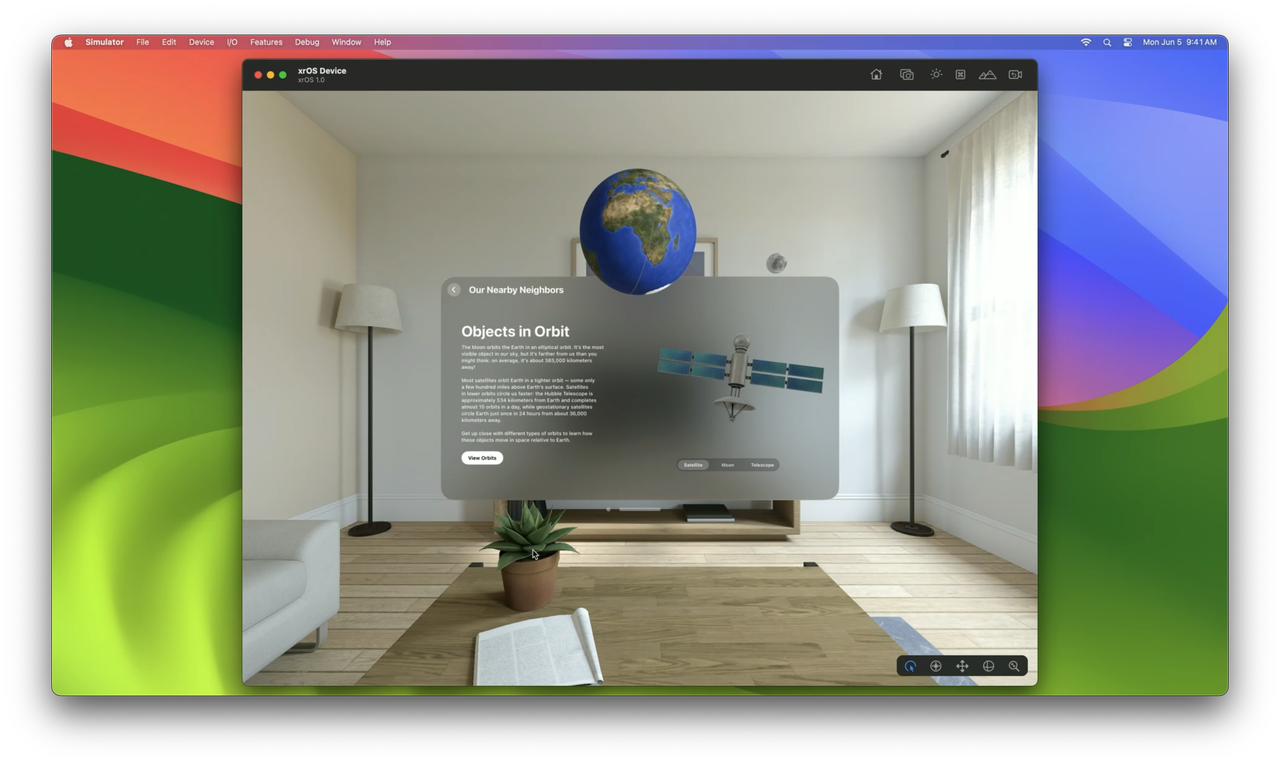 Simulator File Edit Device I/O Features Debug Window Help Mon Jun 5 9:41 AM
xrOS Device
xrOS 1.0
Our Nearby Neighbors
Objects in Orbit
The Moon orbits the Earth in an elliptical orbit. It's the most
visible object in our sky, but it's farther from us than you
might think: on average, it's about 385,000 kilometers
away!
Most satellites orbit Earth in a tighter orbit — some only
a few hundred miles above Earth's surface. Satellites
in lower orbits circle us faster: the Hubble Telescope is
approximately 534 kilometers from Earth and completes
almost 15 orbits in a day, while geostationary satellites
circle Earth just once in 24 hours from about 36,000
kilometers away.
Get up close with different types of orbits to learn how
these objects move in space relative to Earth.
View Orbits
Satellite Moon Telescope